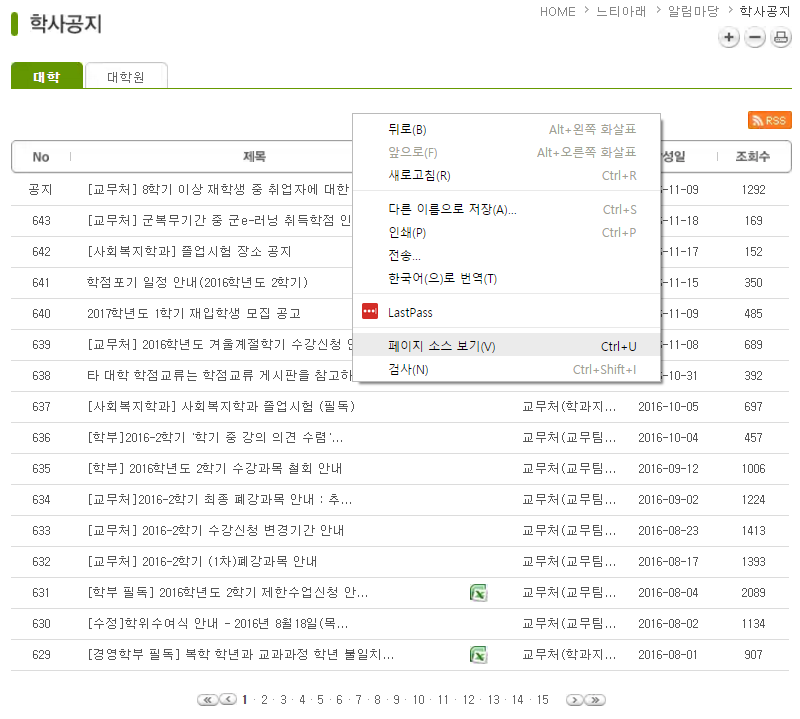 HOME > 느티아래 > 알림마당 > 학사공지
학사공지
대학 대학원
RSS
No 제목 성일 조회수
공지 [교무처] 8학기 이상 재학생 중 취업자에 대한 -11-09 1292
643 [교무처] 군복무기간 중 군e-러닝 취득학점 인 -11-18 169
642 [사회복지학과] 졸업시험 장소 공지 -11-17 152
641 학점포기 일정 안내(2016학년도 2학기) -11-15 350
640 2017학년도 1학기 재입학생 모집 공고 -11-09 485
639 [교무처] 2016학년도 겨울계절학기 수강신청 -11-08 689
638 타 대학 학점교류는 학점교류 게시판을 참고하 -10-31 392
뒤로(B) Alt+왼쪽 화살표
앞으로(F) Alt+오른쪽 화살표
새로고침(R) Ctrl+R
다른 이름으로 저장(A)... Ctrl+S
인쇄(P) Ctrl+P
전송...
한국어(으)로 번역(T)
LastPass
페이지 소스 보기(V) Ctrl+U
검사(N) Ctrl+Shift+I
637 [사회복지학과] 사회복지학과 졸업시험 (필독) 교무처(학과지... 2016-10-05 697
636 [학부]2016-2학기 '학기 중 강의 의견 수렴'... 교무처(교무팀... 2016-10-04 457
635 [학부] 2016학년도 2학기 수강과목 철회 안내 교무처(교무팀... 2016-09-12 1006
634 [교무처]2016-2학기 최종 폐강과목 안내 : 추... 교무처(교무팀... 2016-09-02 1224
633 [교무처] 2016-2학기 수강신청 변경기간 안내 교무처(교무팀... 2016-08-23 1413
632 [교무처] 2016-2학기 (1차)폐강과목 안내 교무처(교무팀... 2016-08-17 1393
631 [학부 필독] 2016학년도 2학기 제한수업신청 안... 교무처(교무팀... 2016-08-04 2089
630 [수정]학위수여식 안내 - 2016년 8월18일(목... 교무처(교무팀... 2016-08-02 1134
629 [경영학부 필독] 복학 학년과 교과과정 학년 불일치... 교무처(학과지... 2016-08-01 907
1 · 2 · 3 · 4 · 5 · 6 · 7 · 8 · 9 · 10 · 11 · 12 · 13 · 14 · 15